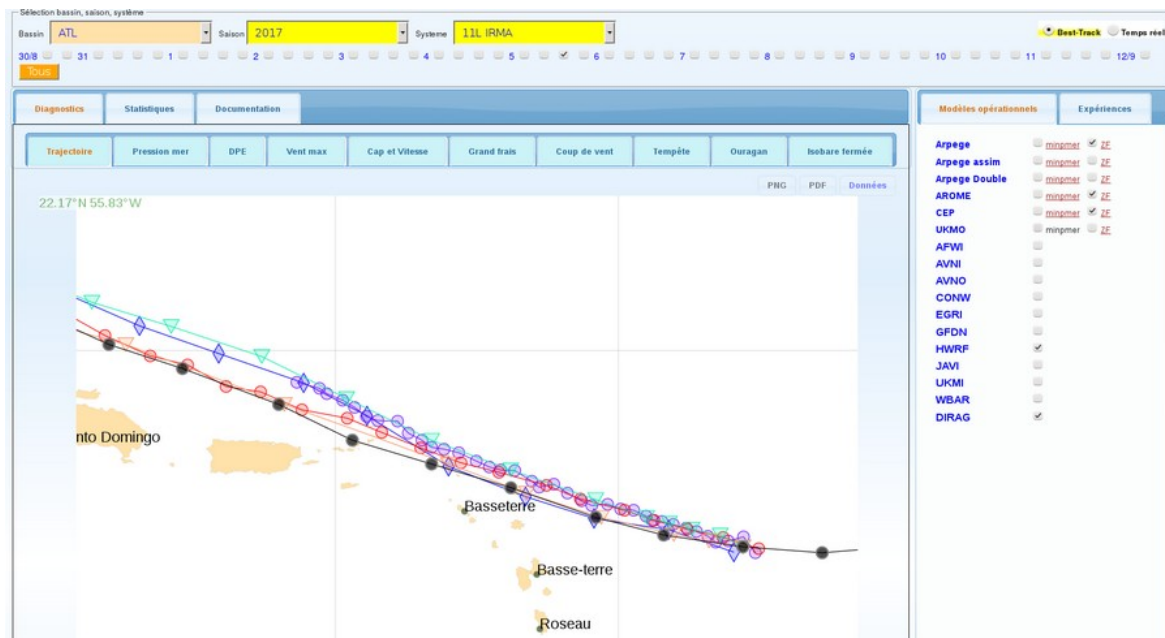 Sélection bassin, saison, système
Bassin ATL Saison 2017 Systeme 11L IRMA Best-Track Temps réel
30/8 31 1 2 3 4 5 6 7 8 9 10 11 12/9
Tous
Diagnostics Statistiques Documentation Modèles opérationnels Expériences
Trajectoire Pression mer DPE Vent max Cap et Vitesse Grand frais Coup de vent Tempête Ouragan Isobare fermée
PNG PDF Données
22.17°N 55.83°W
nto Domingo
Basseterre
Basse-terre
Roseau
Arpege minpmer ZF
Arpege assim minpmer ZF
Arpege Double minpmer ZF
AROME minpmer ZF
CEP minpmer ZF
UKMO minpmer ZF
AFWI
AVNI
AVNO
CONW
EGRI
GFDN
HWRF
JAVI
UKMI
WBAR
DIRAG